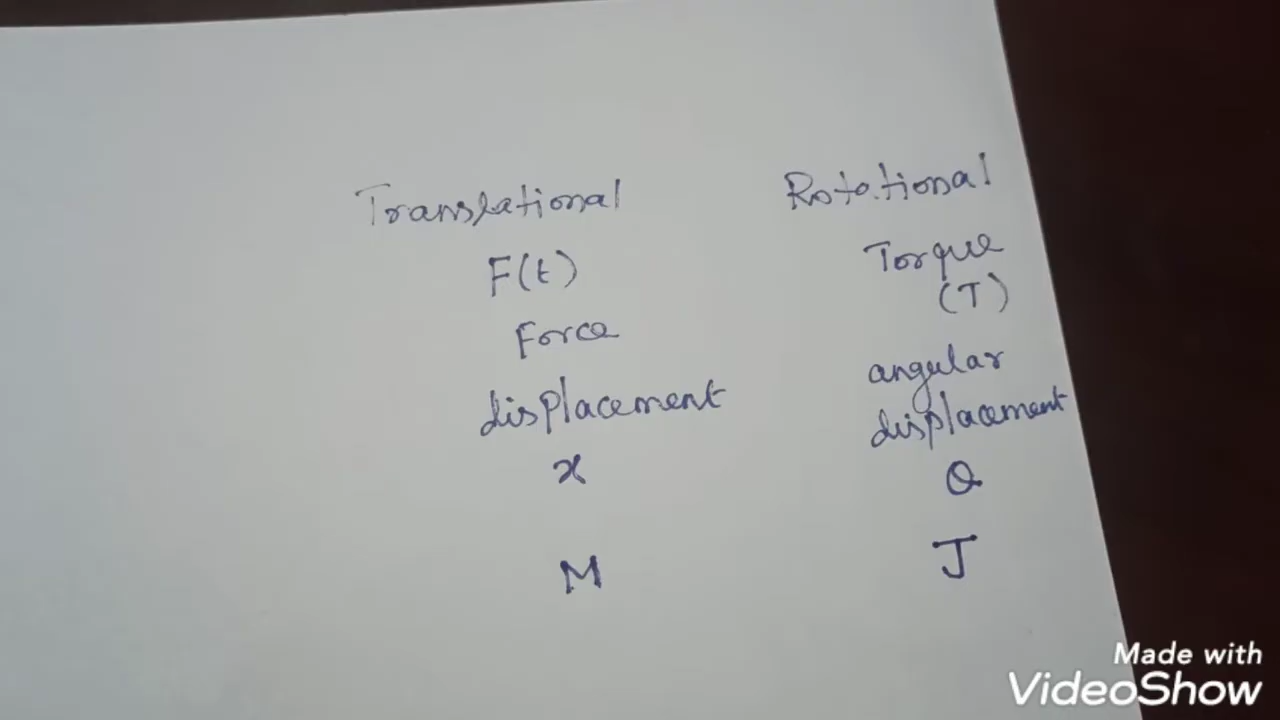 Translational Rotational
F(t) Torque
(T)
Force
angular
displacement displacement
x θ
M J
Made with
VideoShow